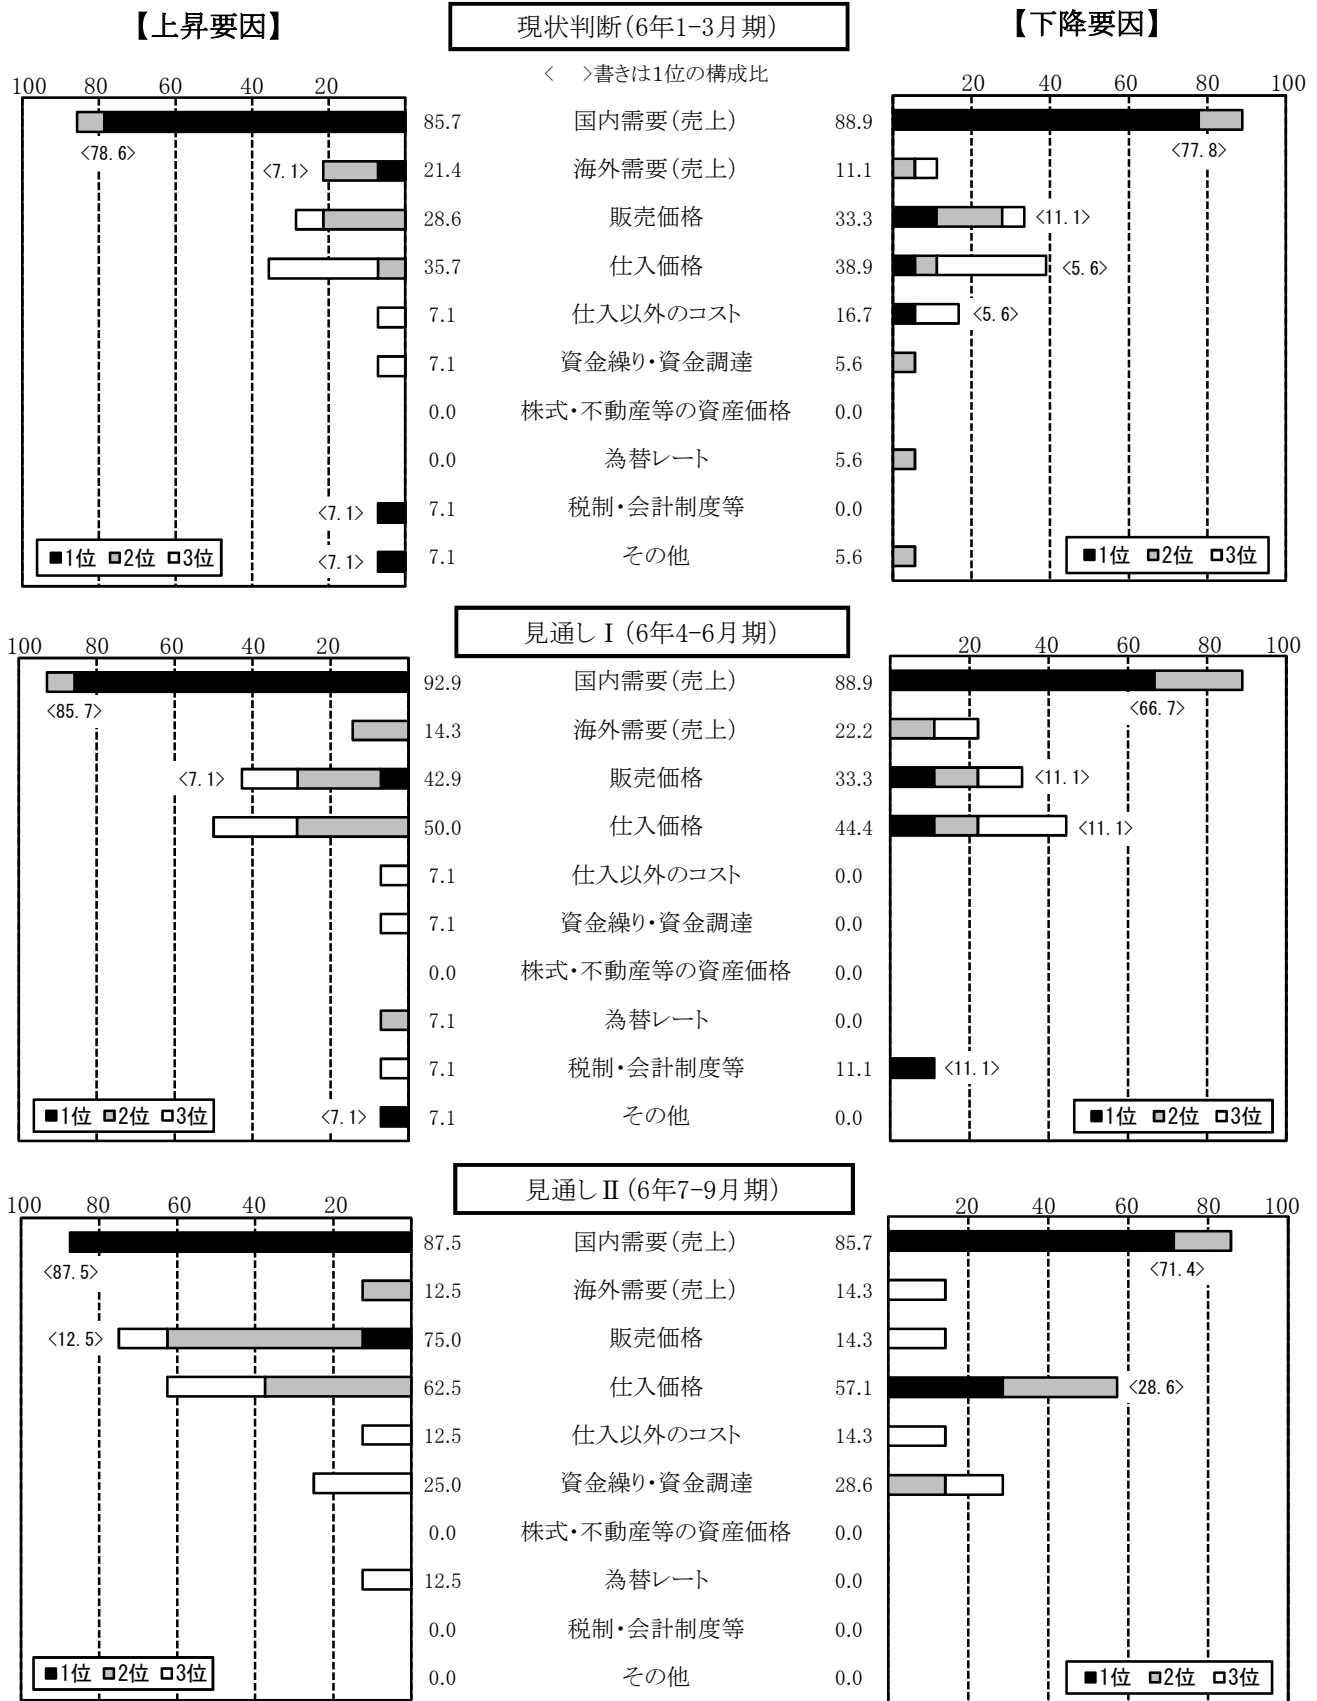 【上昇要因】 現状判断(6年1-3月期) 【下降要因】
< >書きは1位の構成比
100 80 60 40 20 20 40 60 80 100
85.7 国内需要(売上) 88.9
<78.6> <77.8>
<7.1> 21.4 海外需要(売上) 11.1
28.6 販売価格 33.3 <11.1>
35.7 仕入価格 38.9 <5.6>
7.1 仕入以外のコスト 16.7 <5.6>
7.1 資金繰り・資金調達 5.6
0.0 株式・不動産等の資産価格 0.0
0.0 為替レート 5.6
<7.1> 7.1 税制・会計制度等 0.0
■1位 ■2位 □3位 <7.1> 7.1 その他 5.6 ■1位 ■2位 □3位
見通しⅠ(6年4-6月期)
100 80 60 40 20 20 40 60 80 100
92.9 国内需要(売上) 88.9
<85.7> <66.7>
14.3 海外需要(売上) 22.2
<7.1> 42.9 販売価格 33.3 <11.1>
50.0 仕入価格 44.4 <11.1>
7.1 仕入以外のコスト 0.0
7.1 資金繰り・資金調達 0.0
0.0 株式・不動産等の資産価格 0.0
7.1 為替レート 0.0
7.1 税制・会計制度等 11.1 <11.1>
■1位 ■2位 □3位 <7.1> 7.1 その他 0.0 ■1位 ■2位 □3位
見通しⅡ(6年7-9月期)
100 80 60 40 20 20 40 60 80 100
87.5 国内需要(売上) 85.7
<87.5> <71.4>
12.5 海外需要(売上) 14.3
<12.5> 75.0 販売価格 14.3
62.5 仕入価格 57.1 <28.6>
12.5 仕入以外のコスト 14.3
25.0 資金繰り・資金調達 28.6
0.0 株式・不動産等の資産価格 0.0
12.5 為替レート 0.0
0.0 税制・会計制度等 0.0
■1位 ■2位 □3位 0.0 その他 0.0 ■1位 ■2位 □3位